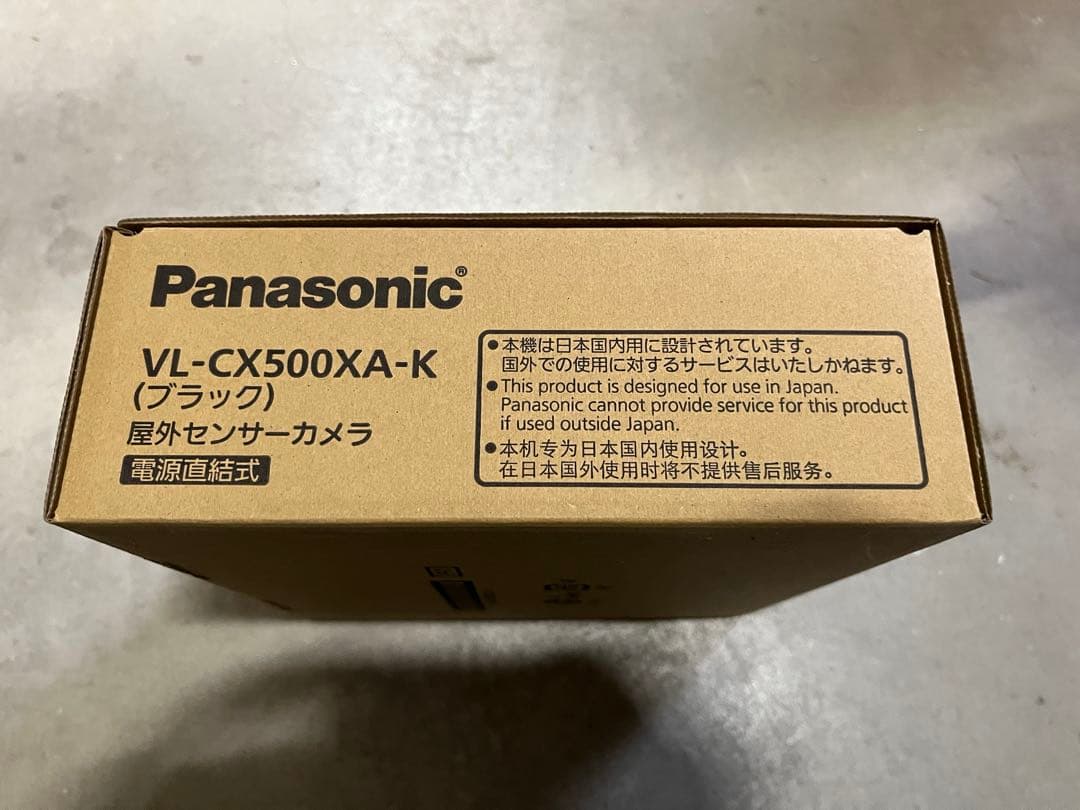 Panasonic®
VL-CX500XA-K
(ブラック)
屋外センサーカメラ
電源直結式
●本機は日本国内用に設計されています。
国外での使用に対するサービスはいたしかねます。
●This product is designed for use in Japan.
Panasonic cannot provide service for this product
if used outside Japan.
●本机专为日本国内使用设计。
在日本国外使用时将不提供售后服务。